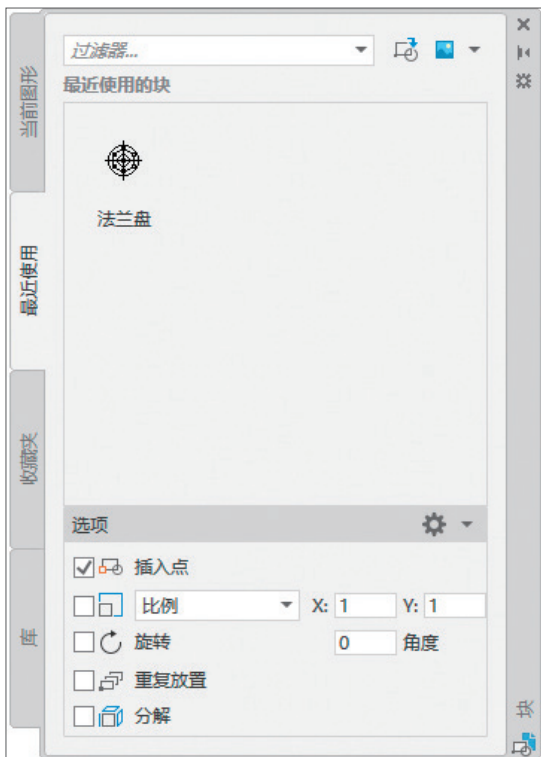 过滤器...
最近使用的块
法兰盘
选项
插入点
比例 X: 1 Y: 1
旋转 0 角度
重复放置
分解
当前图形
最近使用
收藏夹
库
块